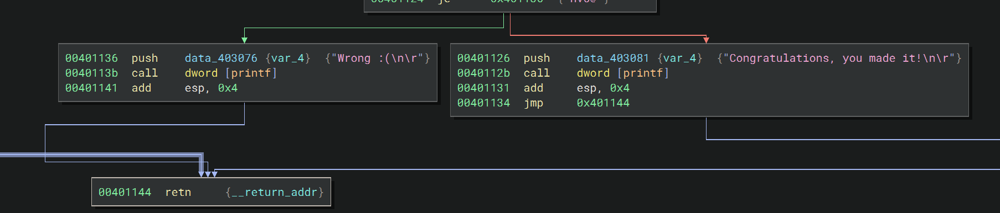 00401136  push    data_403076 {var_4}  {"Wrong :(\n\r"}
0040113b  call    dword [printf]
00401141  add     esp, 0x4
00401126  push    data_403081 {var_4}  {"Congratulations, you made it!\n\r"}
0040112b  call    dword [printf]
00401131  add     esp, 0x4
00401134  jmp     0x401144
00401144  retn     {__return_addr}